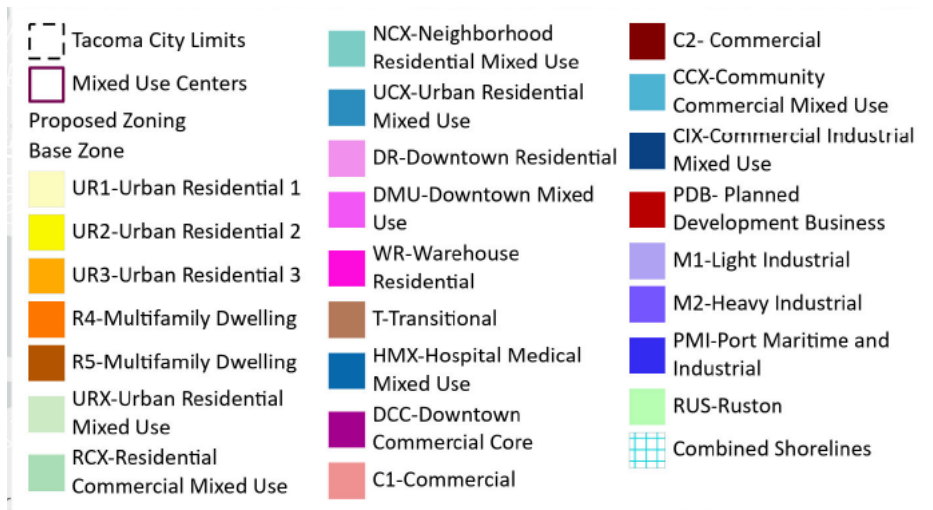 Tacoma City Limits
Mixed Use Centers
Proposed Zoning
Base Zone
UR1-Urban Residential 1
UR2-Urban Residential 2
UR3-Urban Residential 3
R4-Multifamily Dwelling
R5-Multifamily Dwelling
URX-Urban Residential
Mixed Use
RCX-Residential
Commercial Mixed Use
NCX-Neighborhood
Residential Mixed Use
UCX-Urban Residential
Mixed Use
DR-Downtown Residential
DMU-Downtown Mixed
Use
WR-Warehouse
Residential
T-Transitional
HMX-Hospital Medical
Mixed Use
DCC-Downtown
Commercial Core
C1-Commercial
C2- Commercial
CCX-Community
Commercial Mixed Use
CIX-Commercial Industrial
Mixed Use
PDB- Planned
Development Business
M1-Light Industrial
M2-Heavy Industrial
PMI-Port Maritime and
Industrial
RUS-Ruston
Combined Shorelines